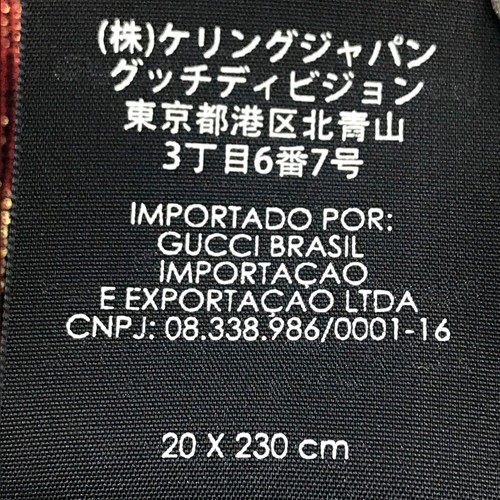 (株)ケリングジャパン
グッチディビジョン
東京都港区北青山
3丁目6番7号
IMPORTADO POR:
GUCCI BRASIL
IMPORTAÇAO
E EXPORTAÇAO LTDA
CNPJ: 08.338.986/0001-16
20 X 230 cm